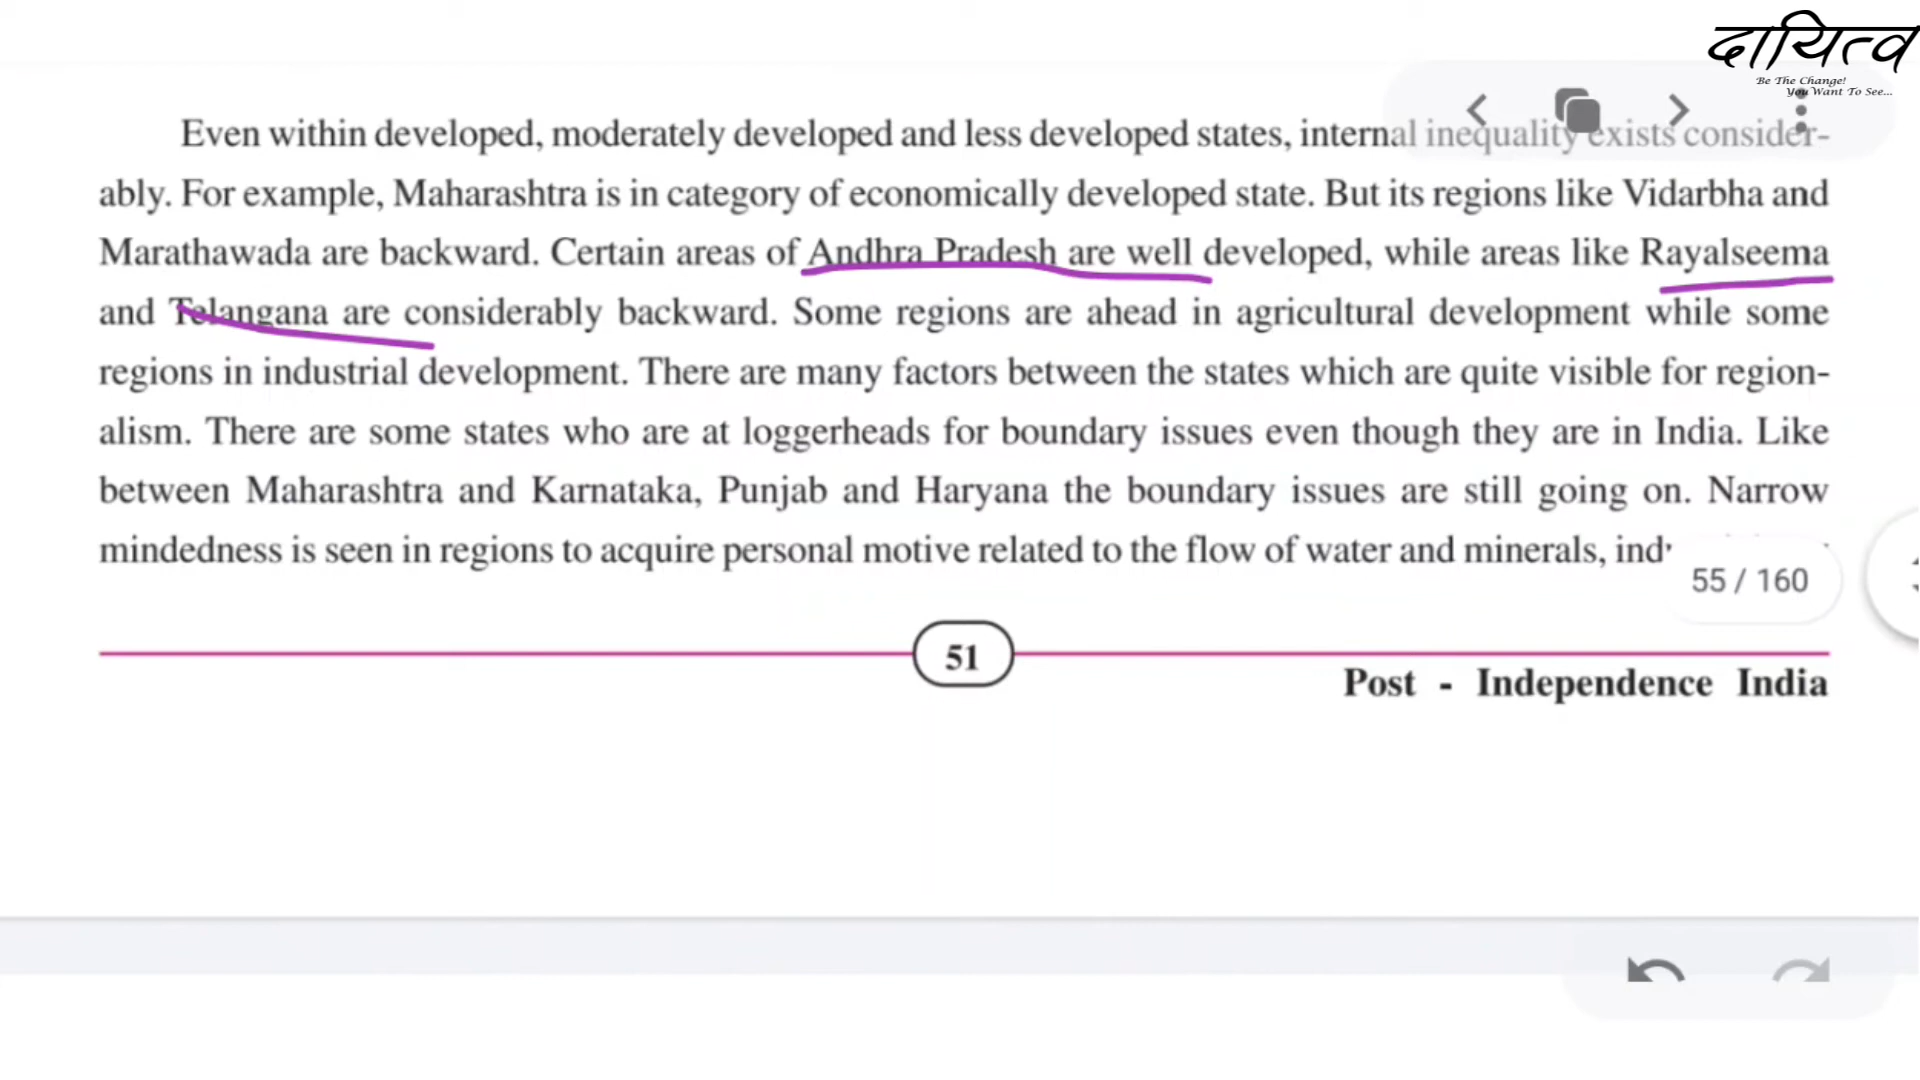 दायित्व
Be The Change!
You Want To See...
Even within developed, moderately developed and less developed states, internal inequality exists consider-
ably. For example, Maharashtra is in category of economically developed state. But its regions like Vidarbha and
Marathawada are backward. Certain areas of Andhra Pradesh are well developed, while areas like Rayalseema
and Telangana are considerably backward. Some regions are ahead in agricultural development while some
regions in industrial development. There are many factors between the states which are quite visible for region-
alism. There are some states who are at loggerheads for boundary issues even though they are in India. Like
between Maharashtra and Karnataka, Punjab and Haryana the boundary issues are still going on. Narrow
mindedness is seen in regions to acquire personal motive related to the flow of water and minerals,
55 / 160
51
Post - Independence India